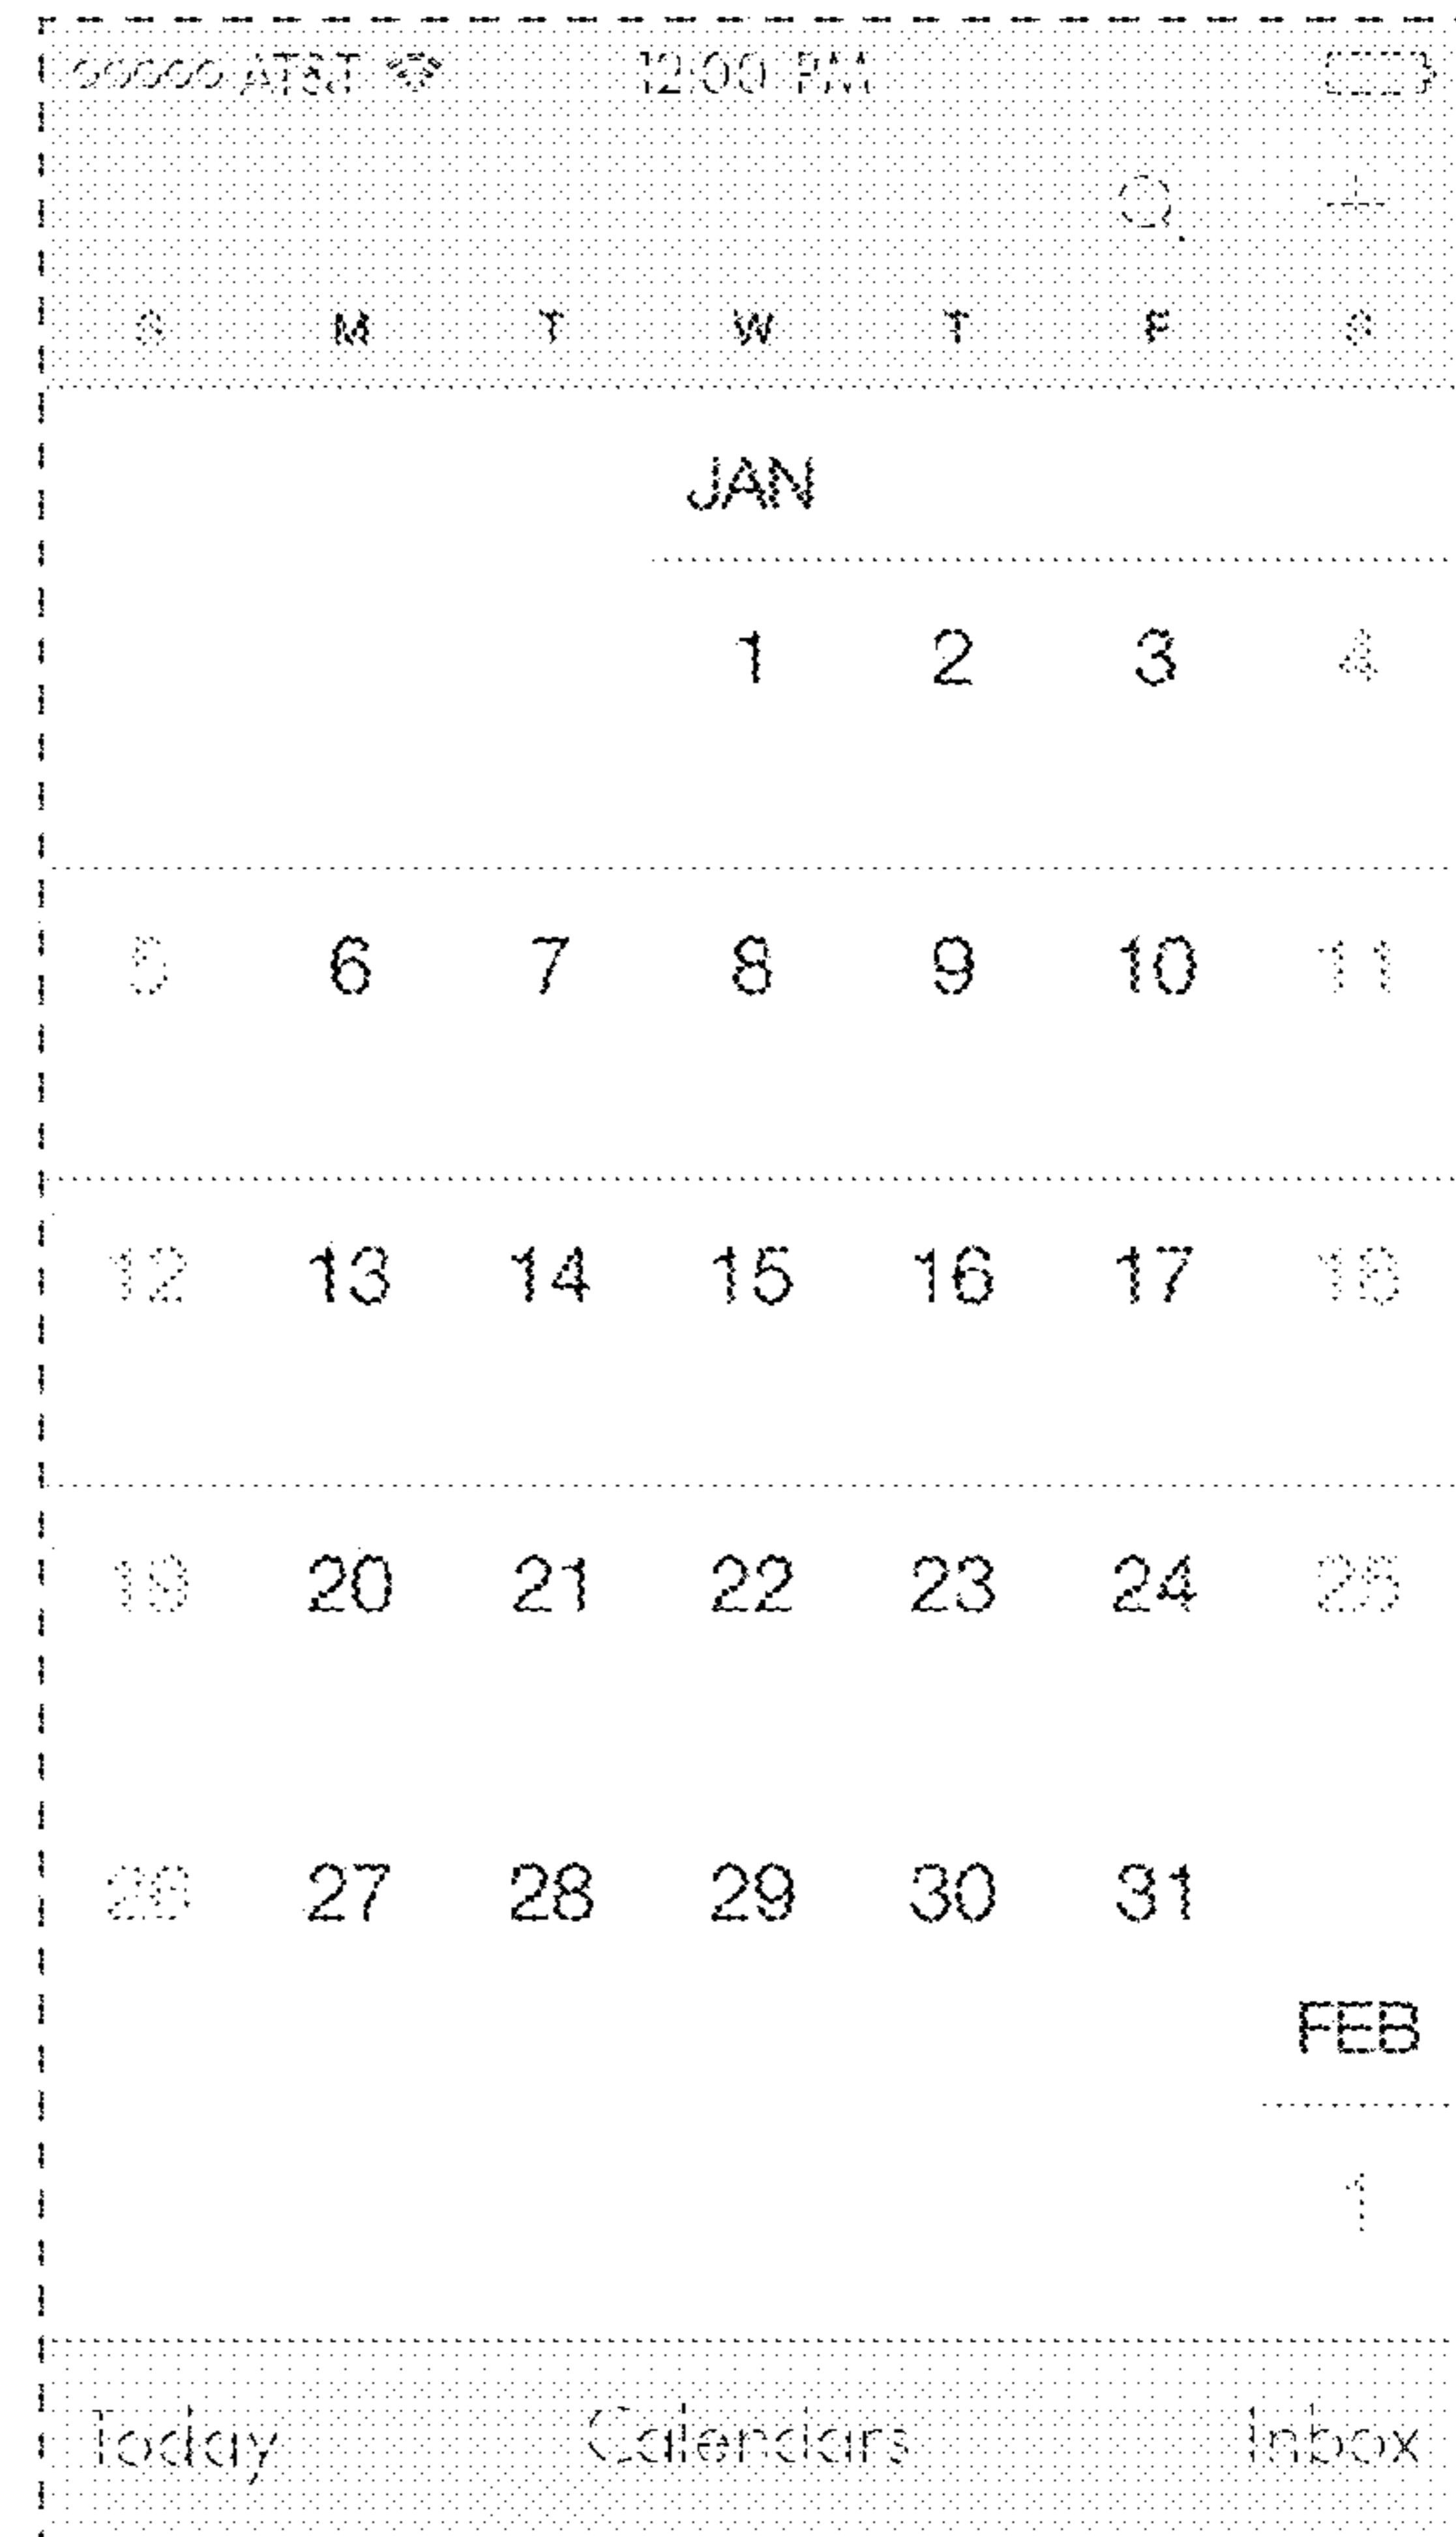 AT&T 12:00 PM
S M T W T F S
JAN
1 2 3 4
5 6 7 8 9 10 11
12 13 14 15 16 17 18
19 20 21 22 23 24 25
26 27 28 29 30 31
FEB
1
Today Calendars Inbox